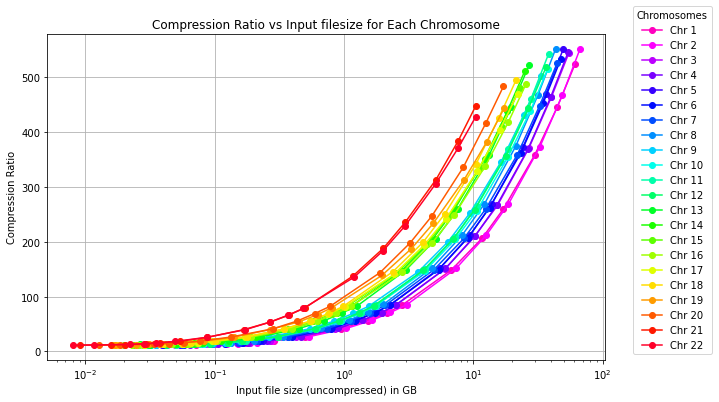 Compression Ratio vs Input filesize for Each Chromosome
Compression Ratio
500
400
300
200
100
0
10⁻²
10⁻¹
10⁰
10¹
10²
Input file size (uncompressed) in GB
Chromosomes
Chr 1
Chr 2
Chr 3
Chr 4
Chr 5
Chr 6
Chr 7
Chr 8
Chr 9
Chr 10
Chr 11
Chr 12
Chr 13
Chr 14
Chr 15
Chr 16
Chr 17
Chr 18
Chr 19
Chr 20
Chr 21
Chr 22